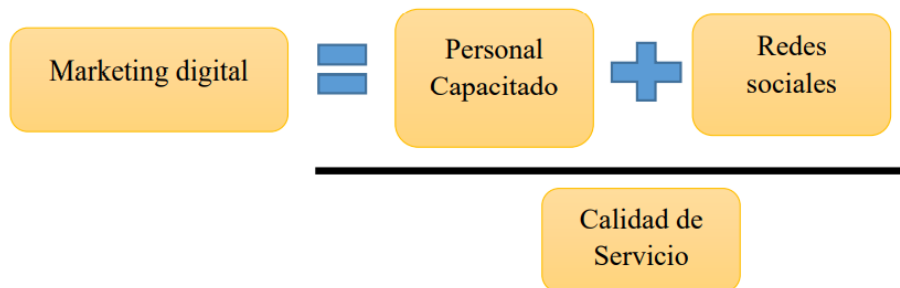 Marketing digital
Personal
Capacitado
Redes
sociales
Calidad de
Servicio